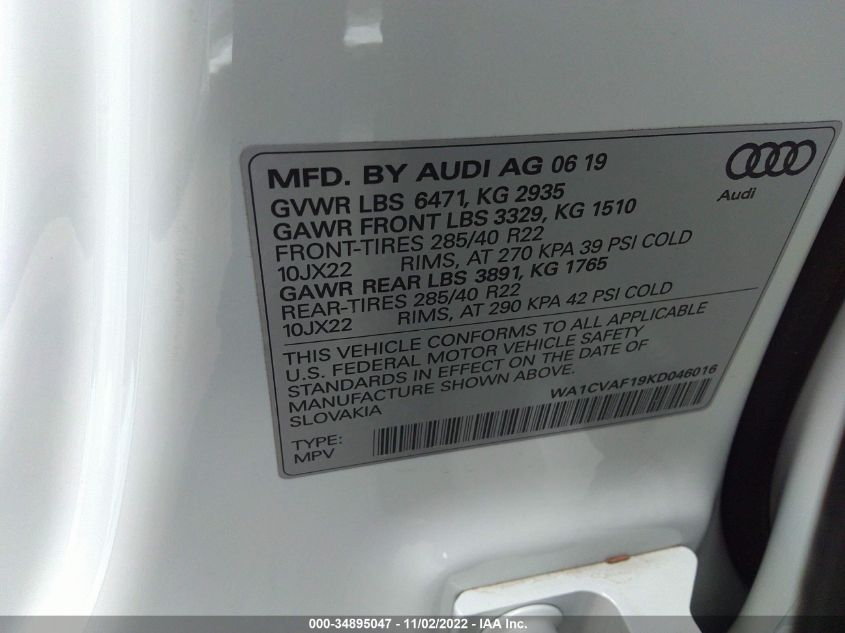 MFD. BY AUDI AG 06 19
GVWR LBS 6471, KG 2935
GAWR FRONT LBS 3329, KG 1510
FRONT-TIRES 285/40 R22
10JX22 RIMS, AT 270 KPA 39 PSI COLD
GAWR REAR LBS 3891, KG 1765
REAR-TIRES 285/40 R22
10JX22 RIMS, AT 290 KPA 42 PSI COLD
Audi
THIS VEHICLE CONFORMS TO ALL APPLICABLE
U.S. FEDERAL MOTOR VEHICLE SAFETY
STANDARDS IN EFFECT ON THE DATE OF
MANUFACTURE SHOWN ABOVE.
SLOVAKIA
WA1CVAF19KD046016
TYPE:
MPV
000-34895047 - 11/02/2022 - IAA Inc.